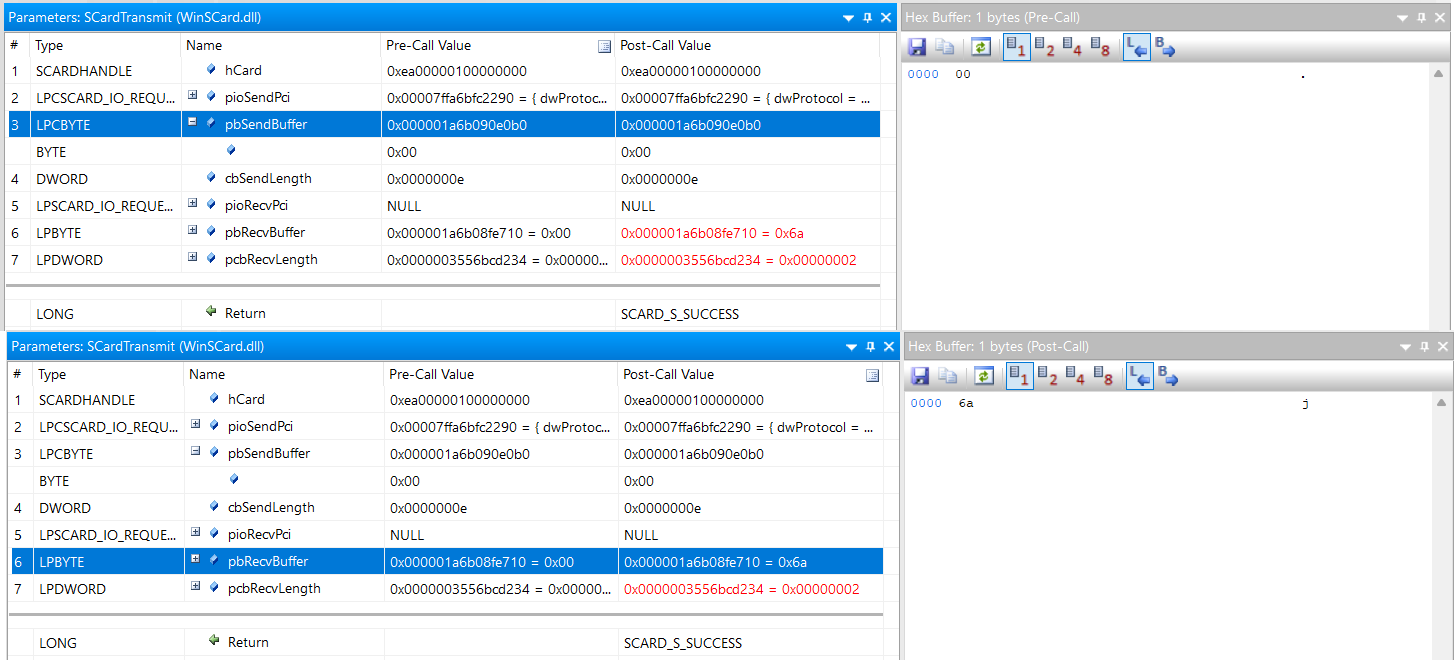 Parameters: SCardTransmit (WinSCard.dll)
# Type Name Pre-Call Value Post-Call Value
1 SCARDHANDLE hCard 0xea00000100000000 0xea00000100000000
2 LPCSCARD_IO_REQU... pioSendPci 0x00007ffa6bfc2290 = { dwProtoc... 0x00007ffa6bfc2290 = { dwProtocol = ...
3 LPCBYTE pbSendBuffer 0x000001a6b090e0b0 0x000001a6b090e0b0
BYTE 0x00 0x00
4 DWORD cbSendLength 0x0000000e 0x0000000e
5 LPSCARD_IO_REQUE... pioRecvPci NULL NULL
6 LPBYTE pbRecvBuffer 0x000001a6b08fe710 = 0x00 0x000001a6b08fe710 = 0x6a
7 LPDWORD pcbRecvLength 0x0000003556bcd234 = 0x00000... 0x0000003556bcd234 = 0x00000002
LONG Return SCARD_S_SUCCESS
Hex Buffer: 1 bytes (Pre-Call)
1 2 4 8 L B
0000 00 .
Parameters: SCardTransmit (WinSCard.dll)
# Type Name Pre-Call Value Post-Call Value
1 SCARDHANDLE hCard 0xea00000100000000 0xea00000100000000
2 LPCSCARD_IO_REQU... pioSendPci 0x00007ffa6bfc2290 = { dwProtoc... 0x00007ffa6bfc2290 = { dwProtocol = ...
3 LPCBYTE pbSendBuffer 0x000001a6b090e0b0 0x000001a6b090e0b0
BYTE 0x00 0x00
4 DWORD cbSendLength 0x0000000e 0x0000000e
5 LPSCARD_IO_REQUE... pioRecvPci NULL NULL
6 LPBYTE pbRecvBuffer 0x000001a6b08fe710 = 0x00 0x000001a6b08fe710 = 0x6a
7 LPDWORD pcbRecvLength 0x0000003556bcd234 = 0x00000... 0x0000003556bcd234 = 0x00000002
LONG Return SCARD_S_SUCCESS
Hex Buffer: 1 bytes (Post-Call)
1 2 4 8 L B
0000 6a j